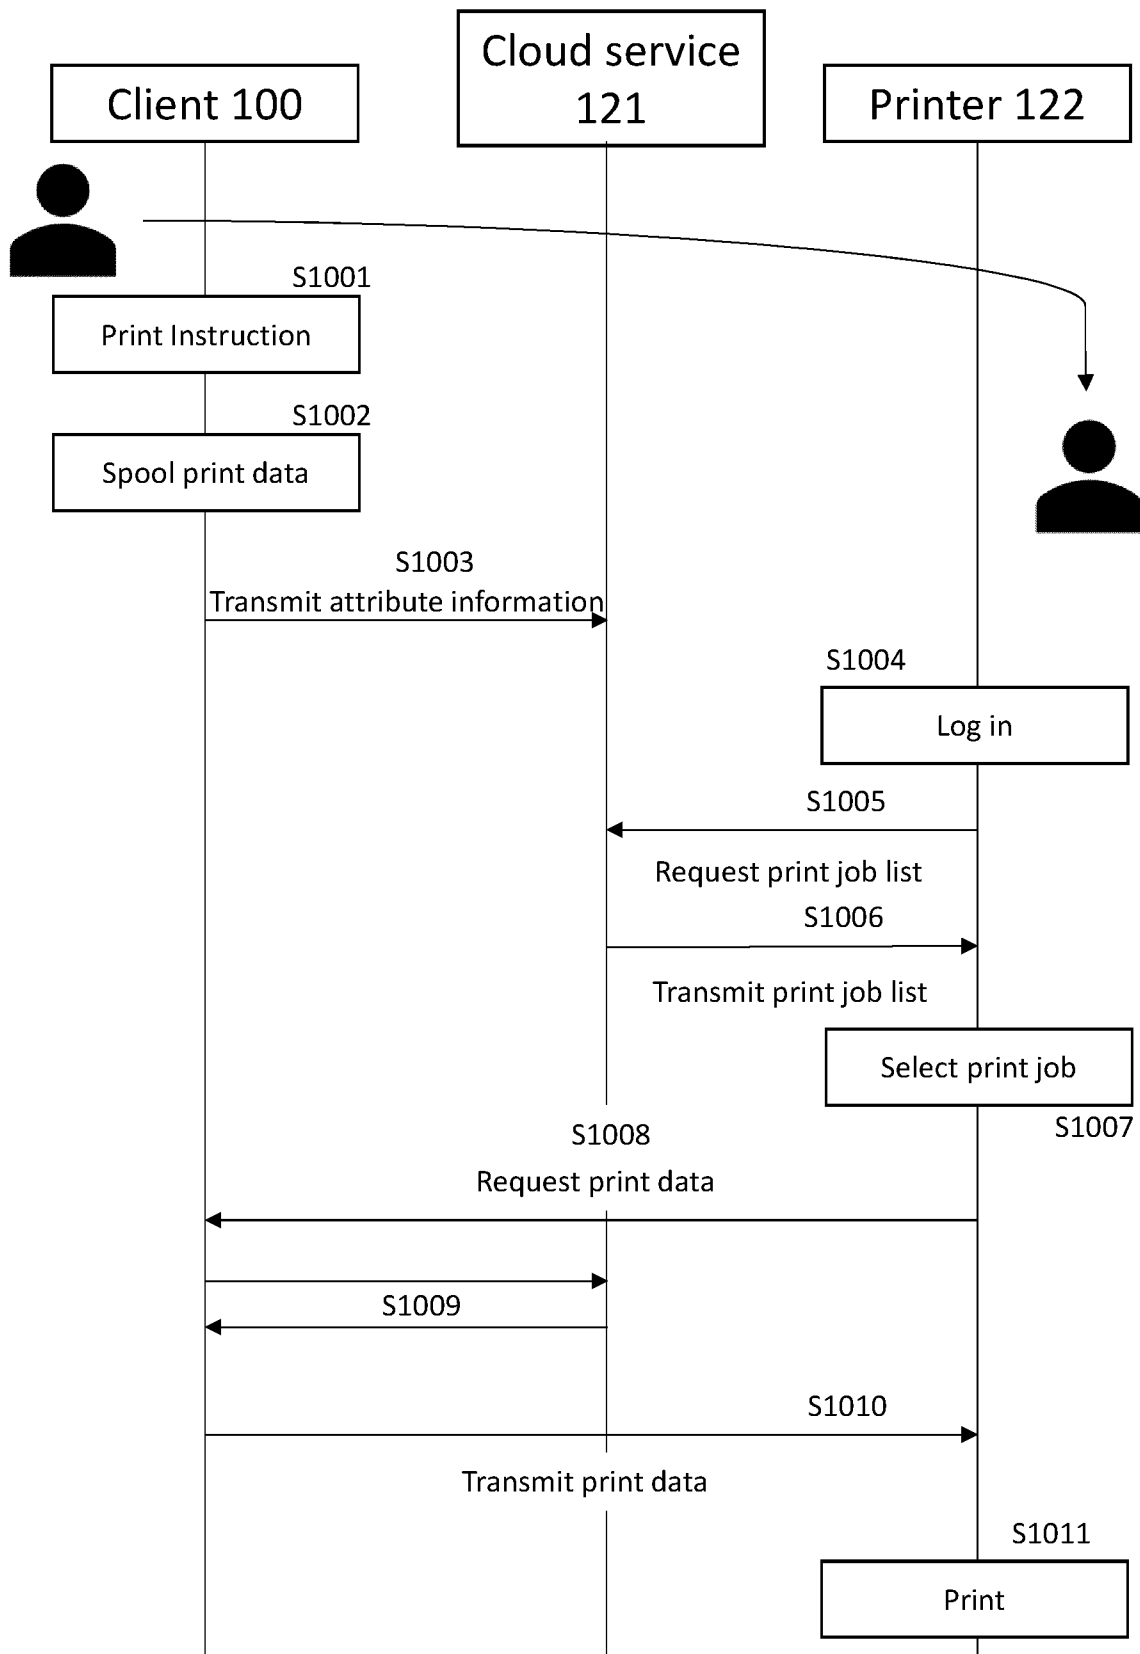 Client 100
Cloud service
121
Printer 122
S1001
Print Instruction
S1002
Spool print data
S1003
Transmit attribute information
S1004
Log in
S1005
Request print job list
S1006
Transmit print job list
Select print job
S1007
S1008
Request print data
S1009
S1010
Transmit print data
S1011
Print